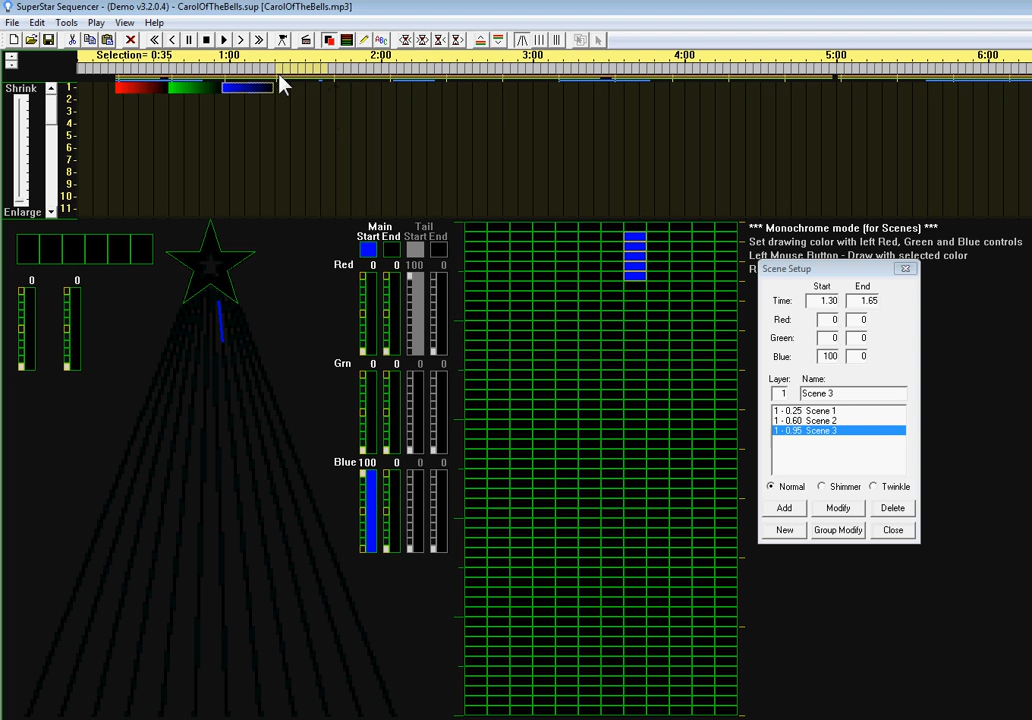 SuperStar Sequencer - (Demo v3.2.0.4) - CarolOfTheBells.sup [CarolOfTheBells.mp3]
File Edit Tools Play View Help
ABC
Selection= 0:35 1:00 2:00 3:00 4:00 5:00 6:00
Shrink
Enlarge
1-
2-
3-
4-
5-
6-
7-
8-
9-
10-
11-
Main Tail
Start End Start End
Red 0 0 100 0
Grn 0 0 0 0
Blue 100 0 0 0
0 0
*** Monochrome mode (for Scenes) ***
Set drawing color with left Red, Green and Blue controls
Left Mouse Button - Draw with selected color
R
Scene Setup
Start End
Time: 1.30 1.65
Red: 0 0
Green: 0 0
Blue: 100 0
Layer: Name:
1 Scene 3
1 - 0.25 Scene 1
1 - 0.60 Scene 2
1 - 0.95 Scene 3
Normal Shimmer Twinkle
Add Modify Delete
New Group Modify Close